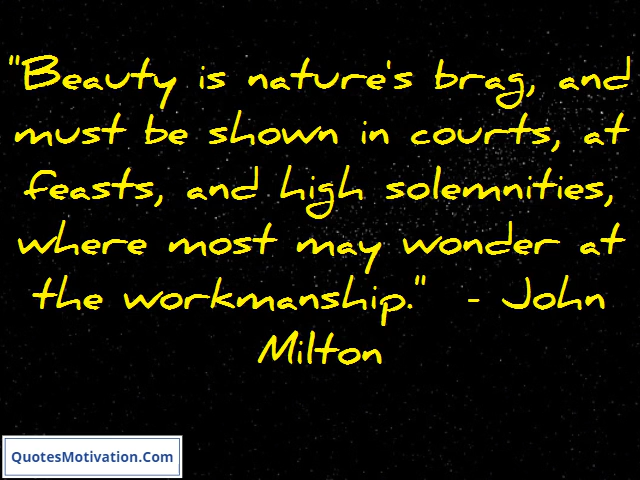 "Beauty is nature's brag, and
must be shown in courts, at
feasts, and high solemnities,
where most may wonder at
the workmanship." - John
Milton
QuotesMotivation.Com